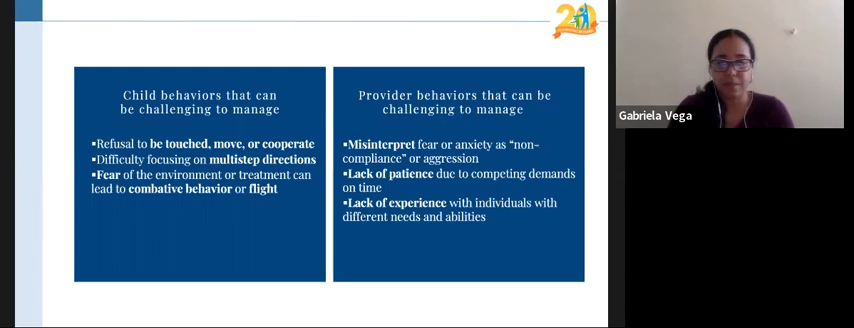 20
Child behaviors that can
be challenging to manage
▪Refusal to be touched, move, or cooperate
▪Difficulty focusing on multistep directions
▪Fear of the environment or treatment can
lead to combative behavior or flight
Provider behaviors that can be
challenging to manage
▪Misinterpret fear or anxiety as “non-
compliance” or aggression
▪Lack of patience due to competing demands
on time
▪Lack of experience with individuals with
different needs and abilities
Gabriela Vega